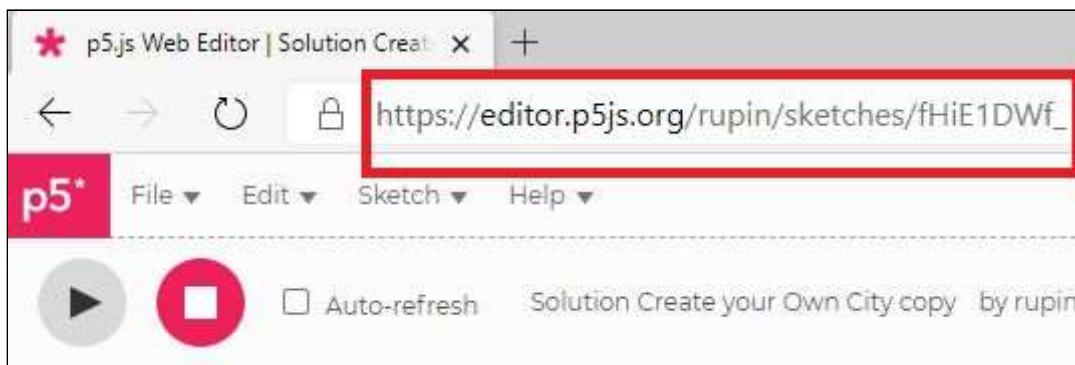 p5.js Web Editor | Solution Creat
https://editor.p5js.org/rupin/sketches/fHiE1DWf_
p5* File Edit Sketch Help
Auto-refresh Solution Create your Own City copy by rupin